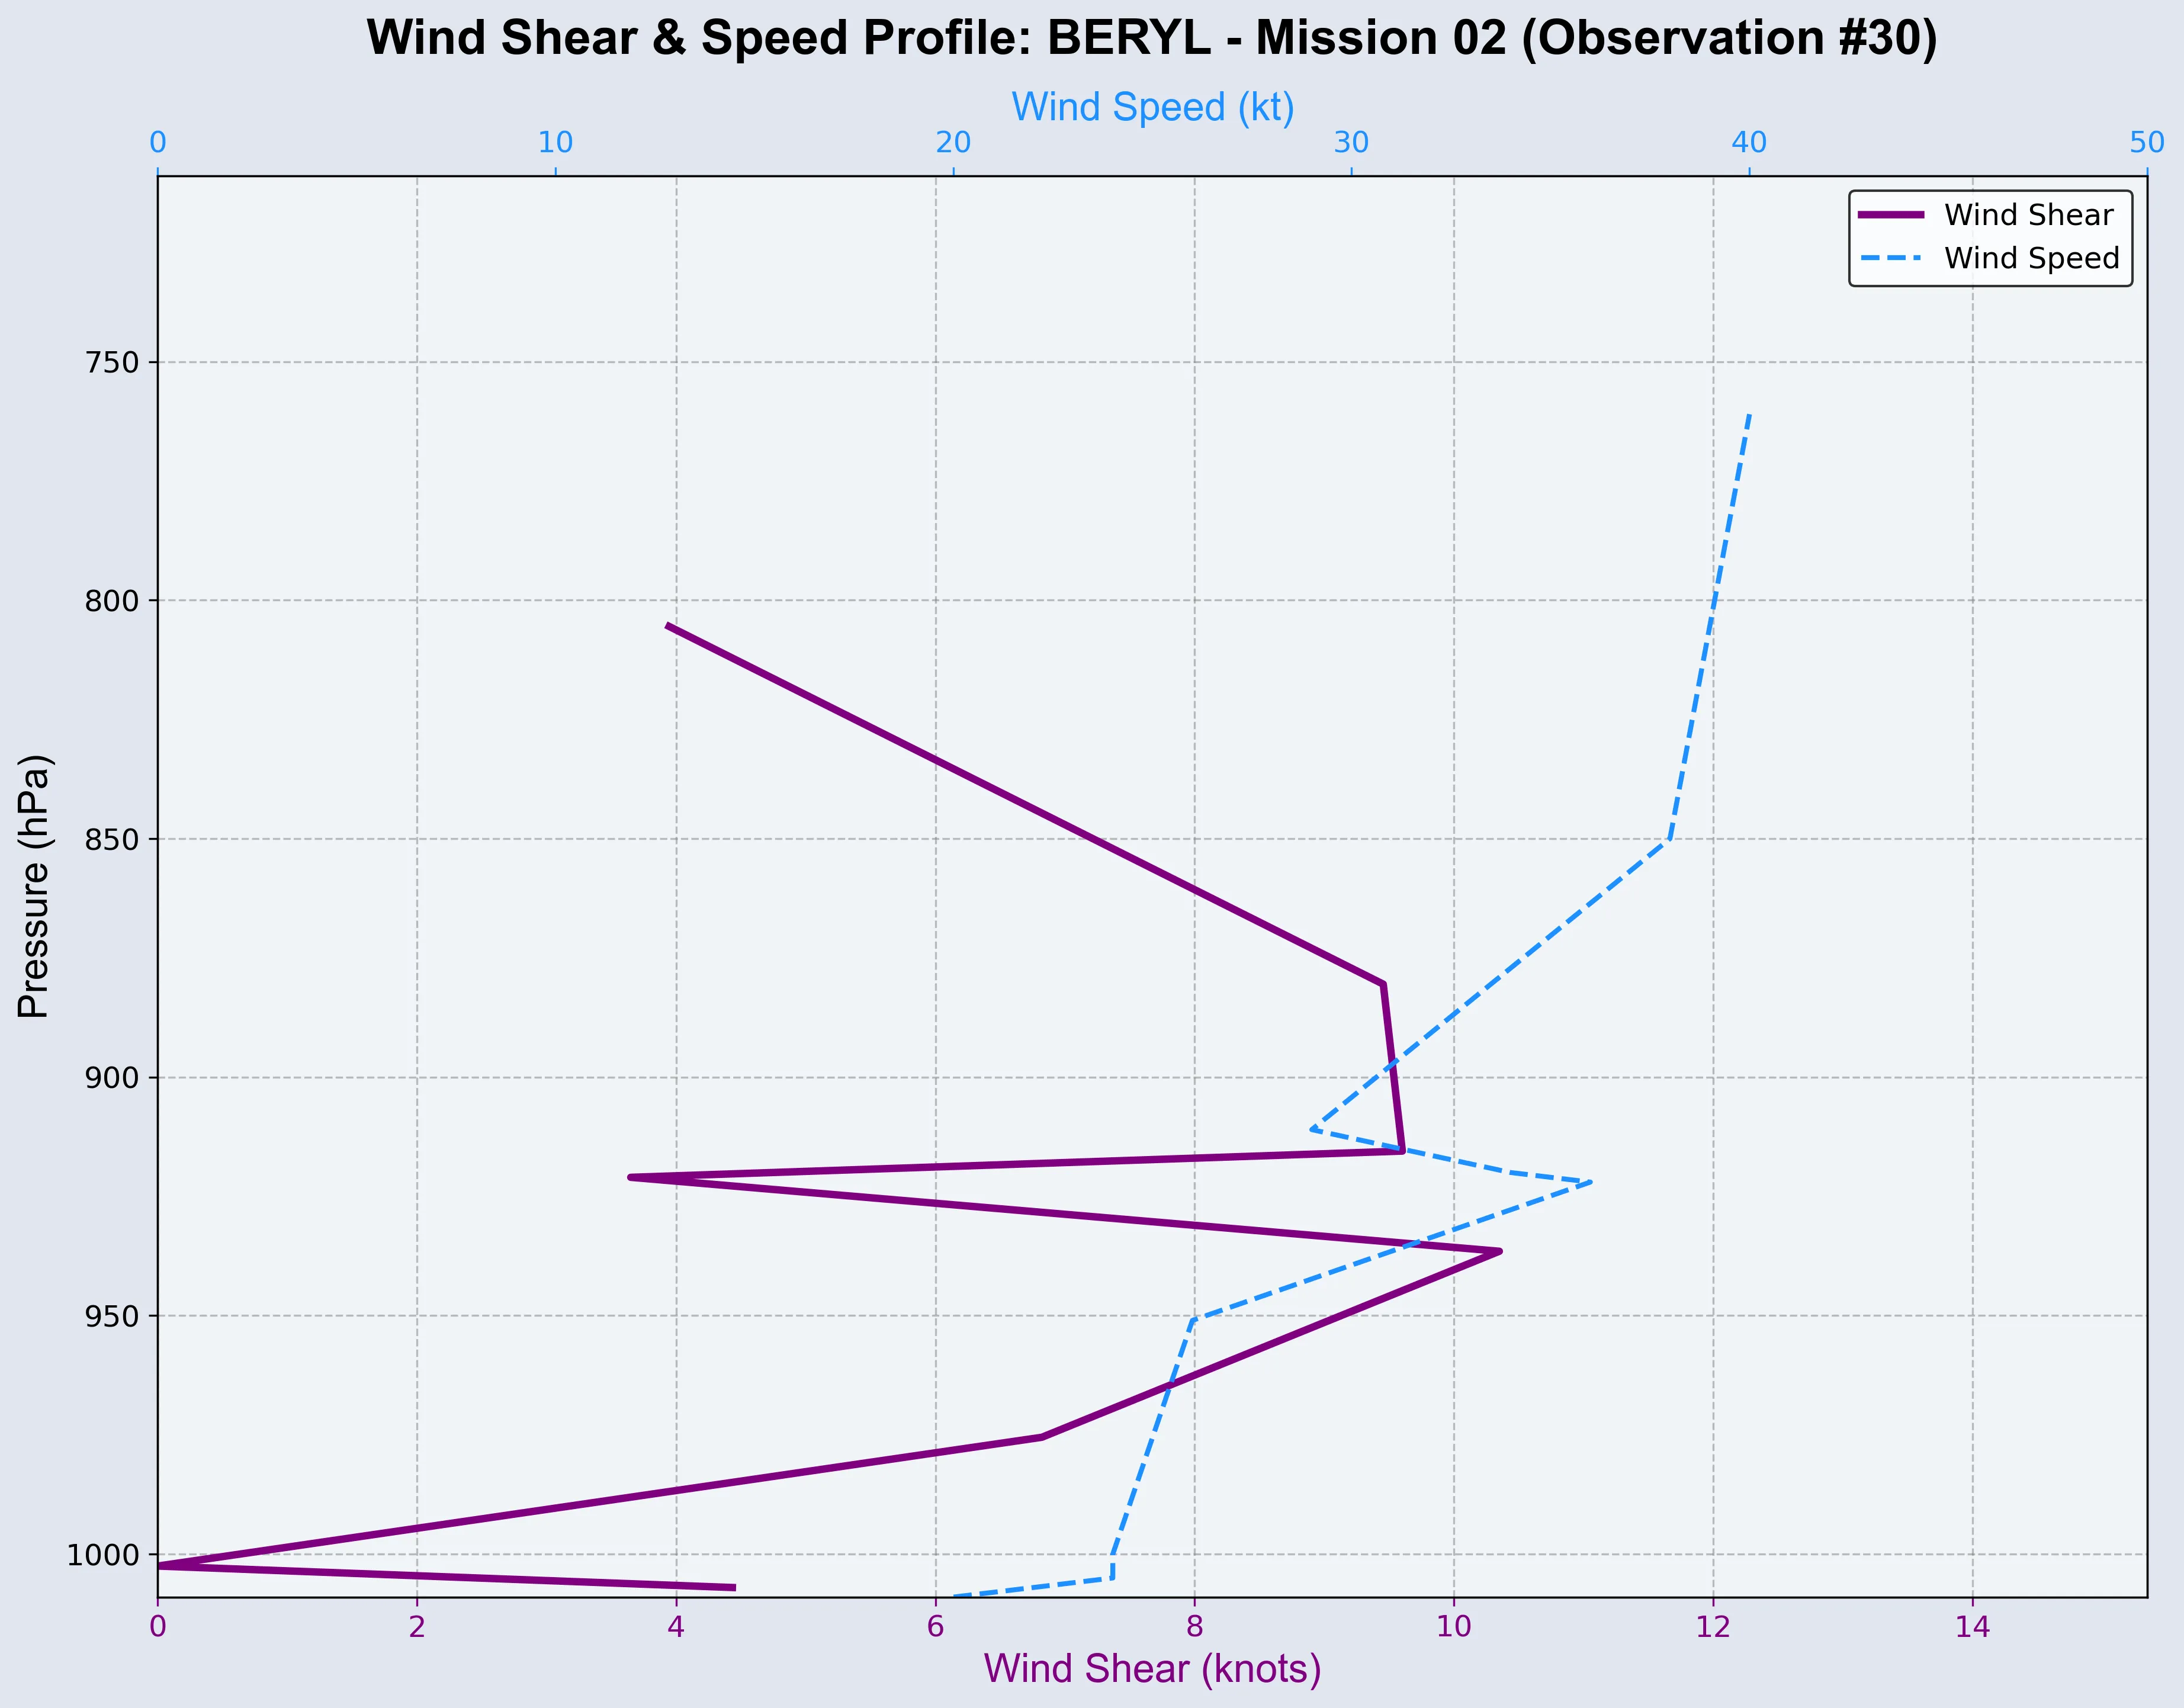 Wind Shear & Speed Profile: BERYL - Mission 02 (Observation #30)
Wind Speed (kt)
0 10 20 30 40 50
Wind Shear
Wind Speed
750
800
850
900
950
1000
Pressure (hPa)
0 2 4 6 8 10 12 14
Wind Shear (knots)